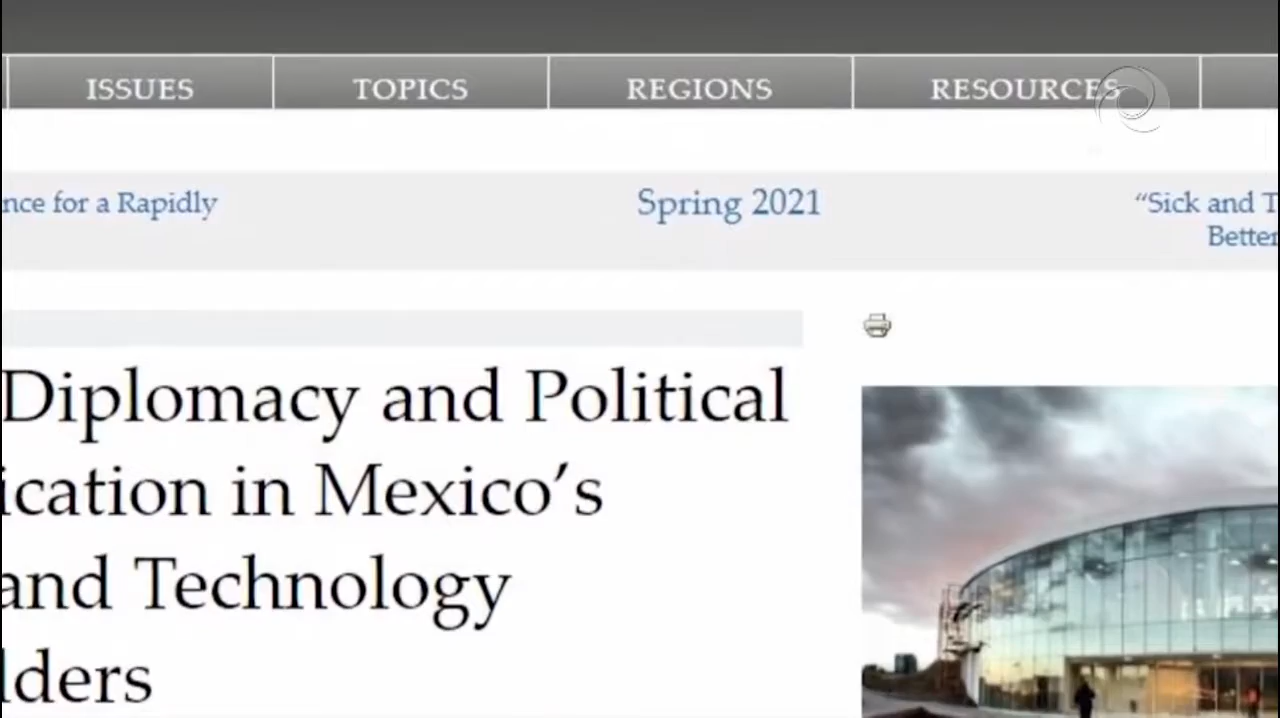 ISSUES TOPICS REGIONS RESOURCES
nce for a Rapidly
Spring 2021
“Sick and T
Better
Diplomacy and Political
ication in Mexico’s
and Technology
lders